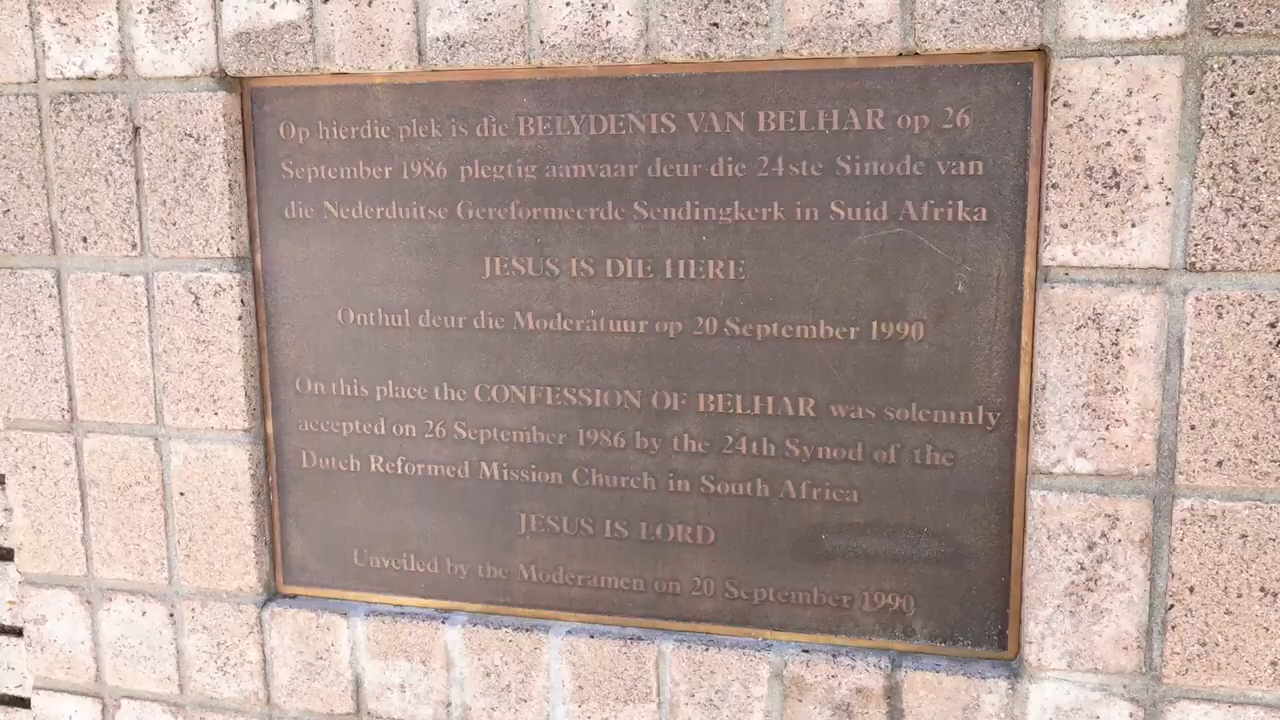 Op hierdie plek is die BELYDENIS VAN BELHAR op 26
September 1986 plegtig aanvaar deur die 24ste Sinode van
die Nederduitse Gereformeerde Sendingkerk in Suid Afrika
JESUS IS DIE HERE
Onthul deur die Moderatuur op 20 September 1990
On this place the CONFESSION OF BELHAR was solemnly
accepted on 26 September 1986 by the 24th Synod of the
Dutch Reformed Mission Church in South Africa
JESUS IS LORD
Unveiled by the Moderamen on 20 September 1990